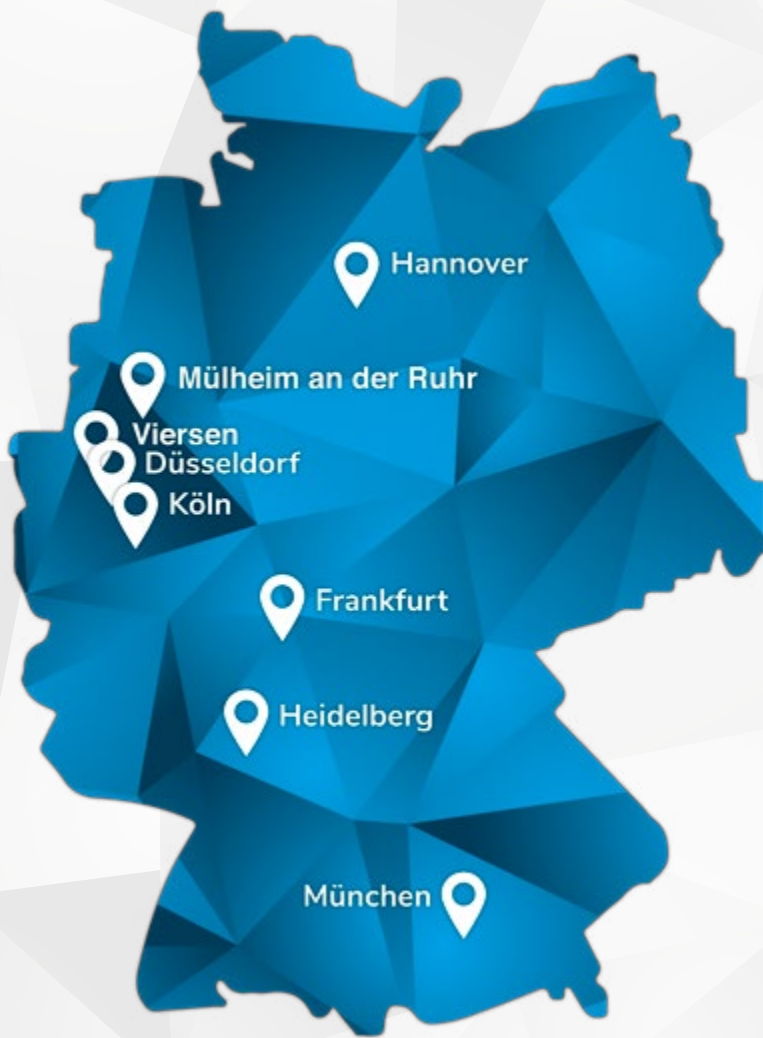 Hannover
Mülheim an der Ruhr
Viersen
Düsseldorf
Köln
Frankfurt
Heidelberg
München